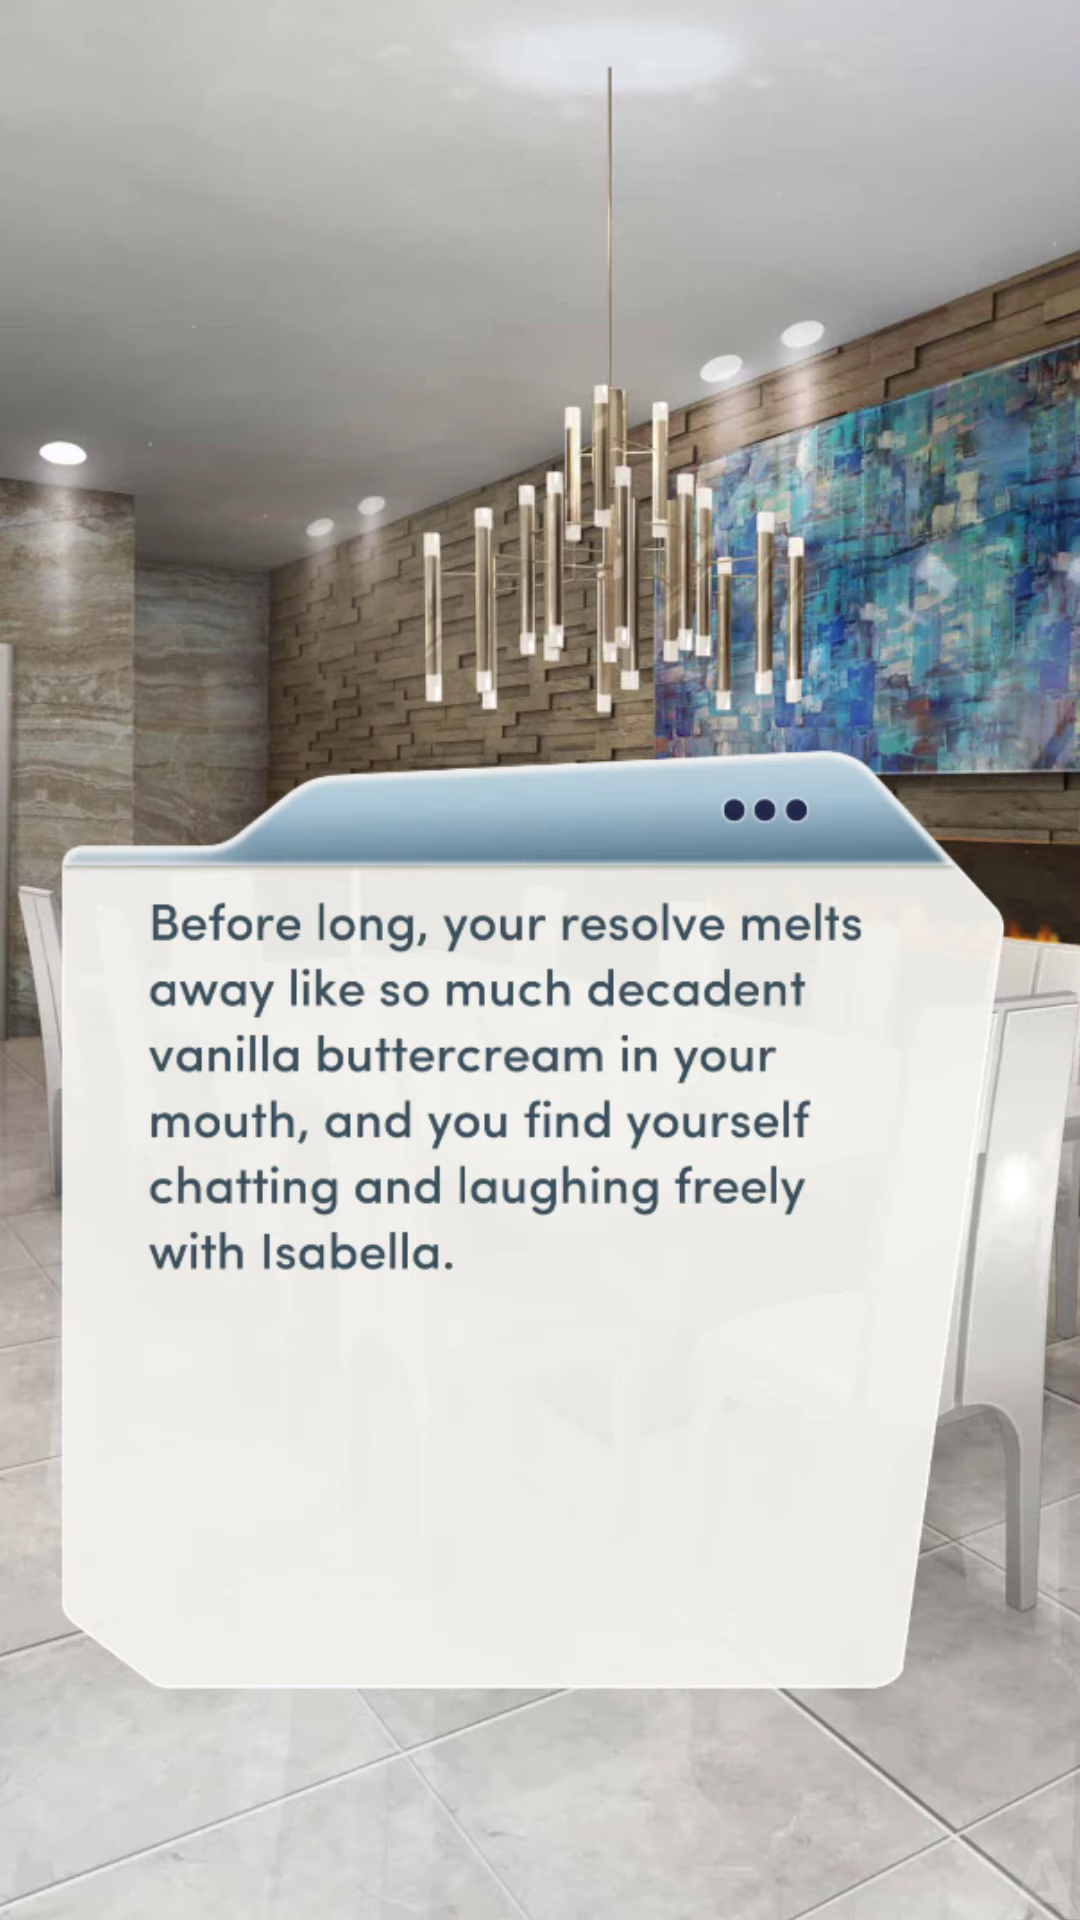 Before long, your resolve melts
away like so much decadent
vanilla buttercream in your
mouth, and you find yourself
chatting and laughing freely
with Isabella.
A